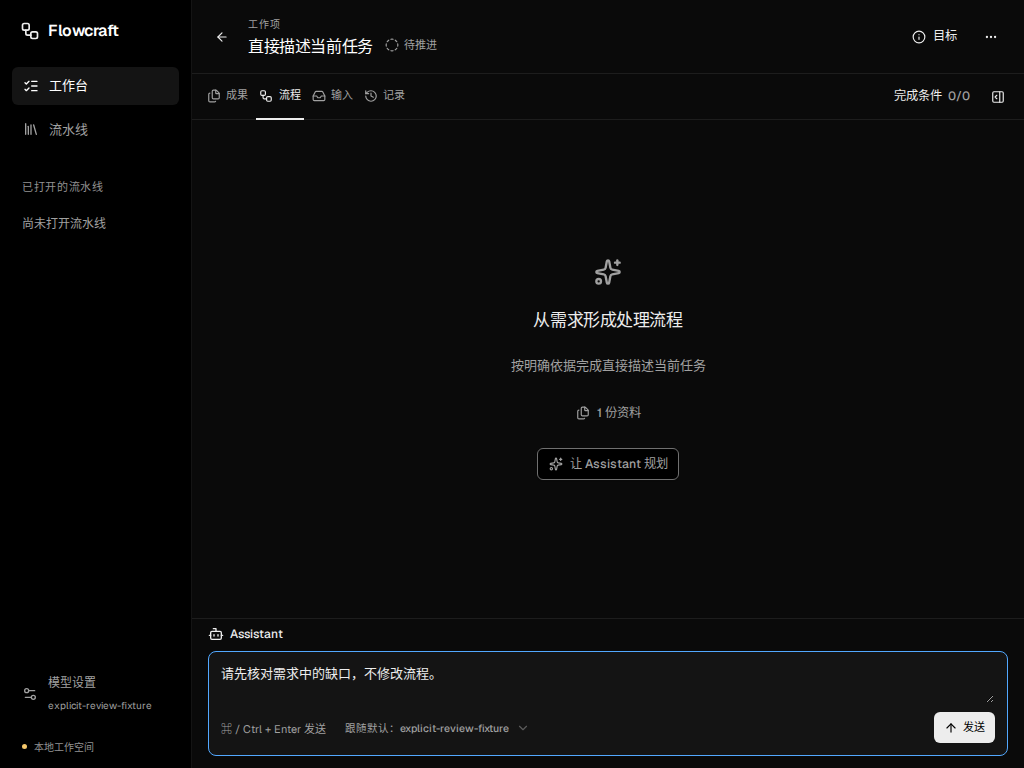 Flowcraft
工作台
流水线
已打开的流水线
尚未打开流水线
模型设置
explicit-review-fixture
本地工作空间
工作项
直接描述当前任务 待推进
目标
成果 流程 输入 记录
完成条件 0/0
从需求形成处理流程
按明确依据完成直接描述当前任务
1 份资料
让 Assistant 规划
Assistant
请先核对需求中的缺口，不修改流程。
⌘ / Ctrl + Enter 发送 跟随默认：explicit-review-fixture
发送